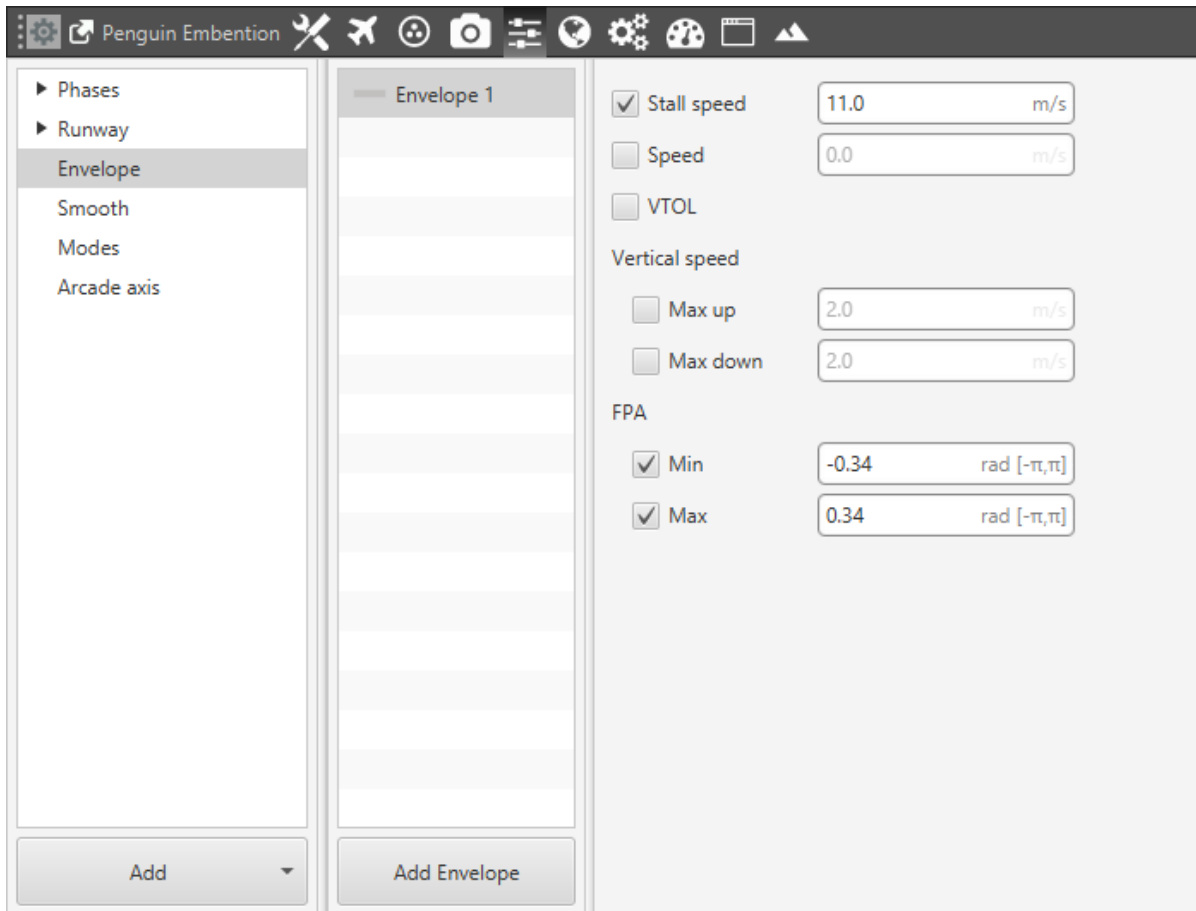 Penguin Embention
Phases
Runway
Envelope
Smooth
Modes
Arcade axis
Add
Envelope 1
Add Envelope
Stall speed 11.0 m/s
Speed 0.0 m/s
VTOL
Vertical speed
Max up 2.0 m/s
Max down 2.0 m/s
FPA
Min -0.34 rad [-π,π]
Max 0.34 rad [-π,π]